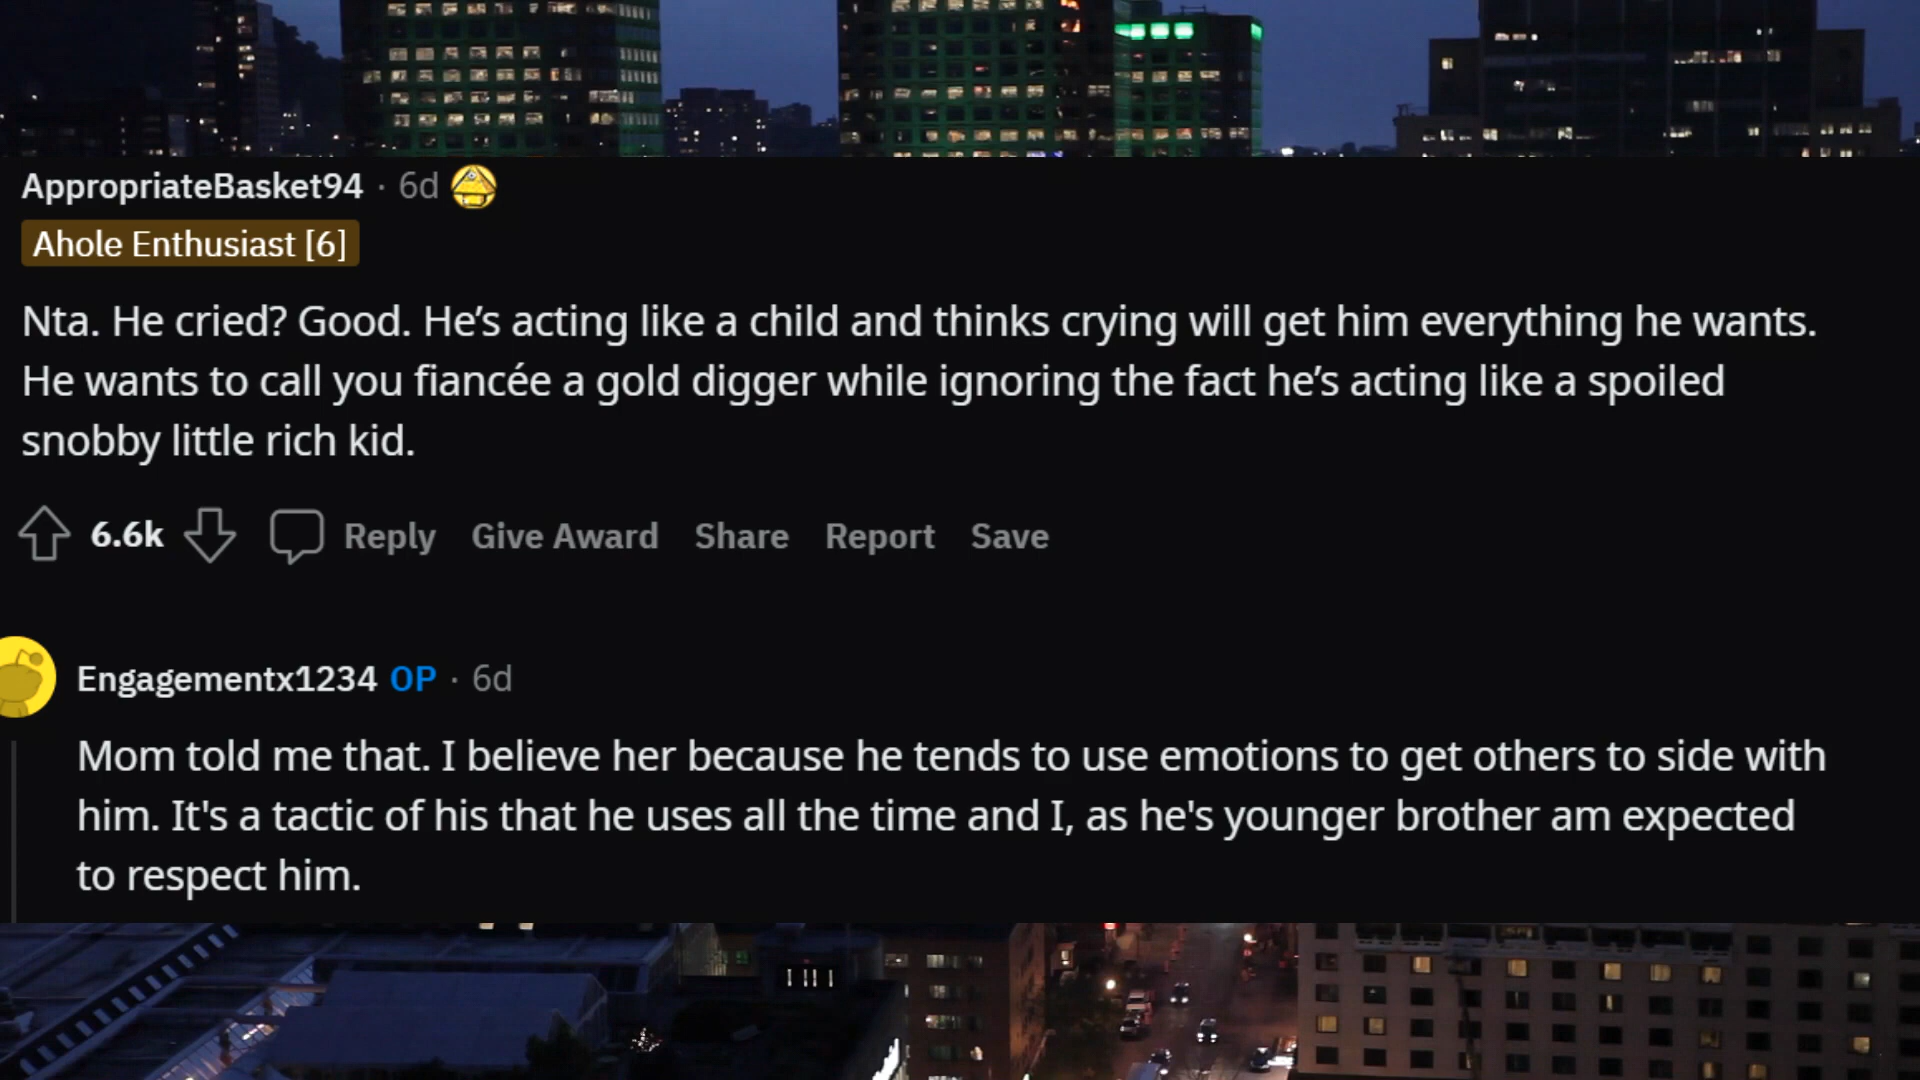 AppropriateBasket94 · 6d
Ahole Enthusiast [6]
Nta. He cried? Good. He’s acting like a child and thinks crying will get him everything he wants.
He wants to call you fiancée a gold digger while ignoring the fact he’s acting like a spoiled
snobby little rich kid.
6.6k Reply Give Award Share Report Save
Engagementx1234 OP · 6d
Mom told me that. I believe her because he tends to use emotions to get others to side with
him. It's a tactic of his that he uses all the time and I, as he's younger brother am expected
to respect him.